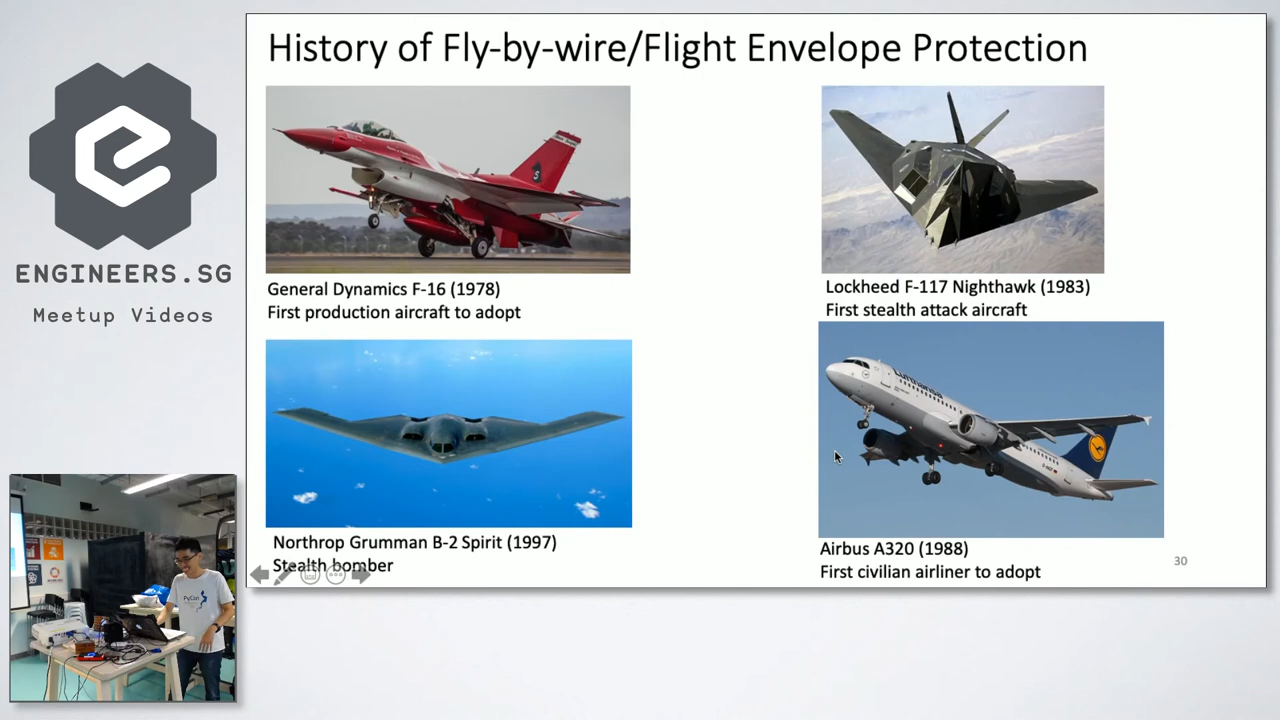 History of Fly-by-wire/Flight Envelope Protection
ENGINEERS.SG
Meetup Videos
General Dynamics F-16 (1978)
First production aircraft to adopt
Lockheed F-117 Nighthawk (1983)
First stealth attack aircraft
Lufthansa
Northrop Grumman B-2 Spirit (1997)
Stealth bomber
Airbus A320 (1988)
First civilian airliner to adopt
30
PyCon